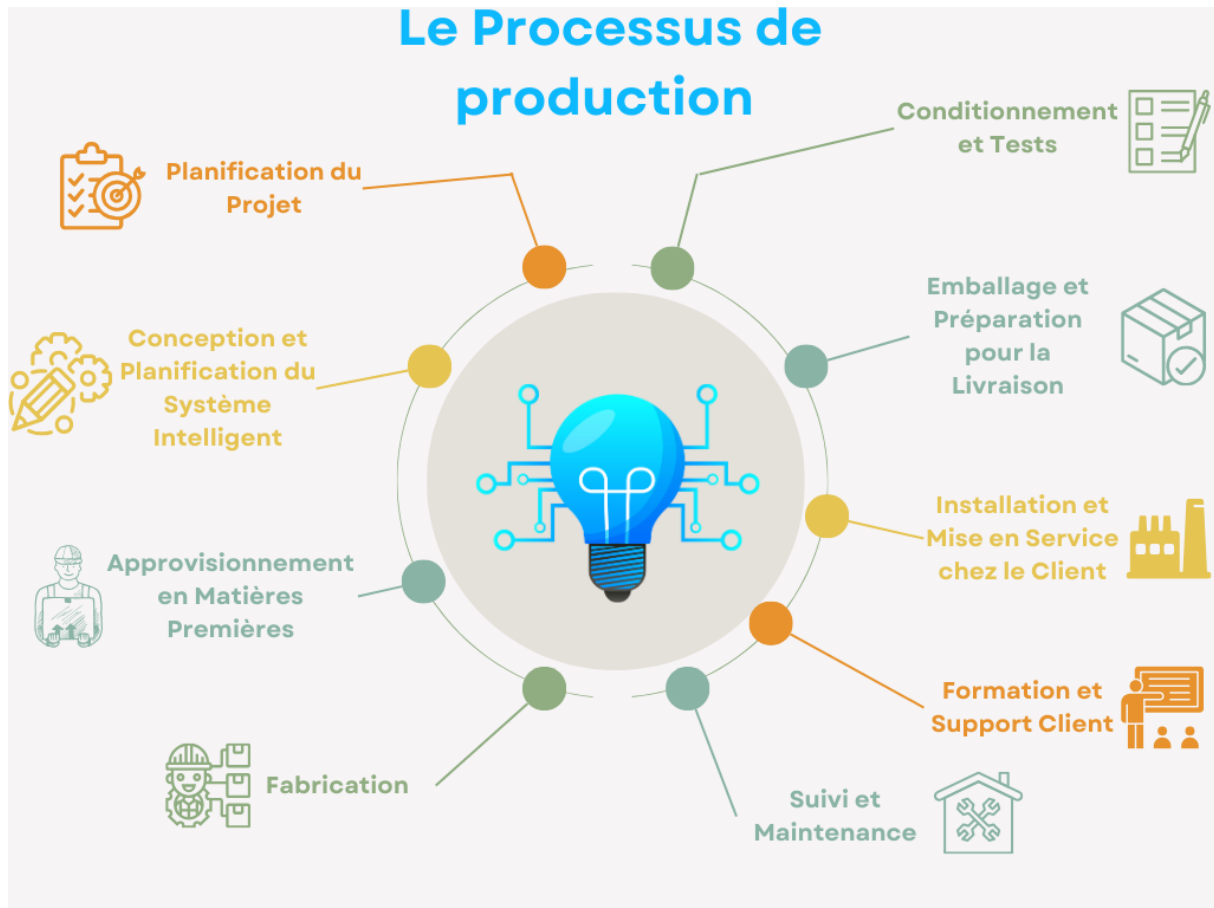 Le Processus de
production
Planification du
Projet
Conception et
Planification du
Système
Intelligent
Approvisionnement
en Matières
Premières
Fabrication
Conditionnement
et Tests
Emballage et
Préparation
pour la
Livraison
Installation et
Mise en Service
chez le Client
Formation et
Support Client
Suivi et
Maintenance